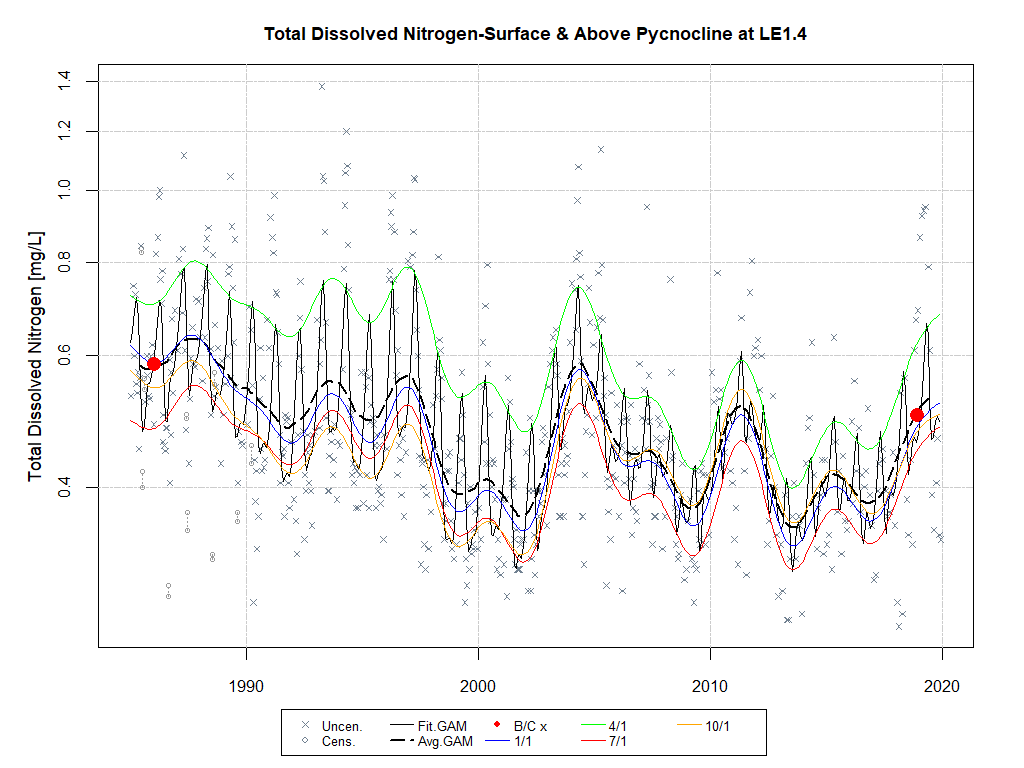 Total Dissolved Nitrogen-Surface & Above Pycnocline at LE1.4
Total Dissolved Nitrogen [mg/L]
1.4
1.2
1.0
0.8
0.6
0.4
1990 2000 2010 2020
Uncen. Fit.GAM B/C x 4/1 10/1
Cens. Avg.GAM 1/1 7/1